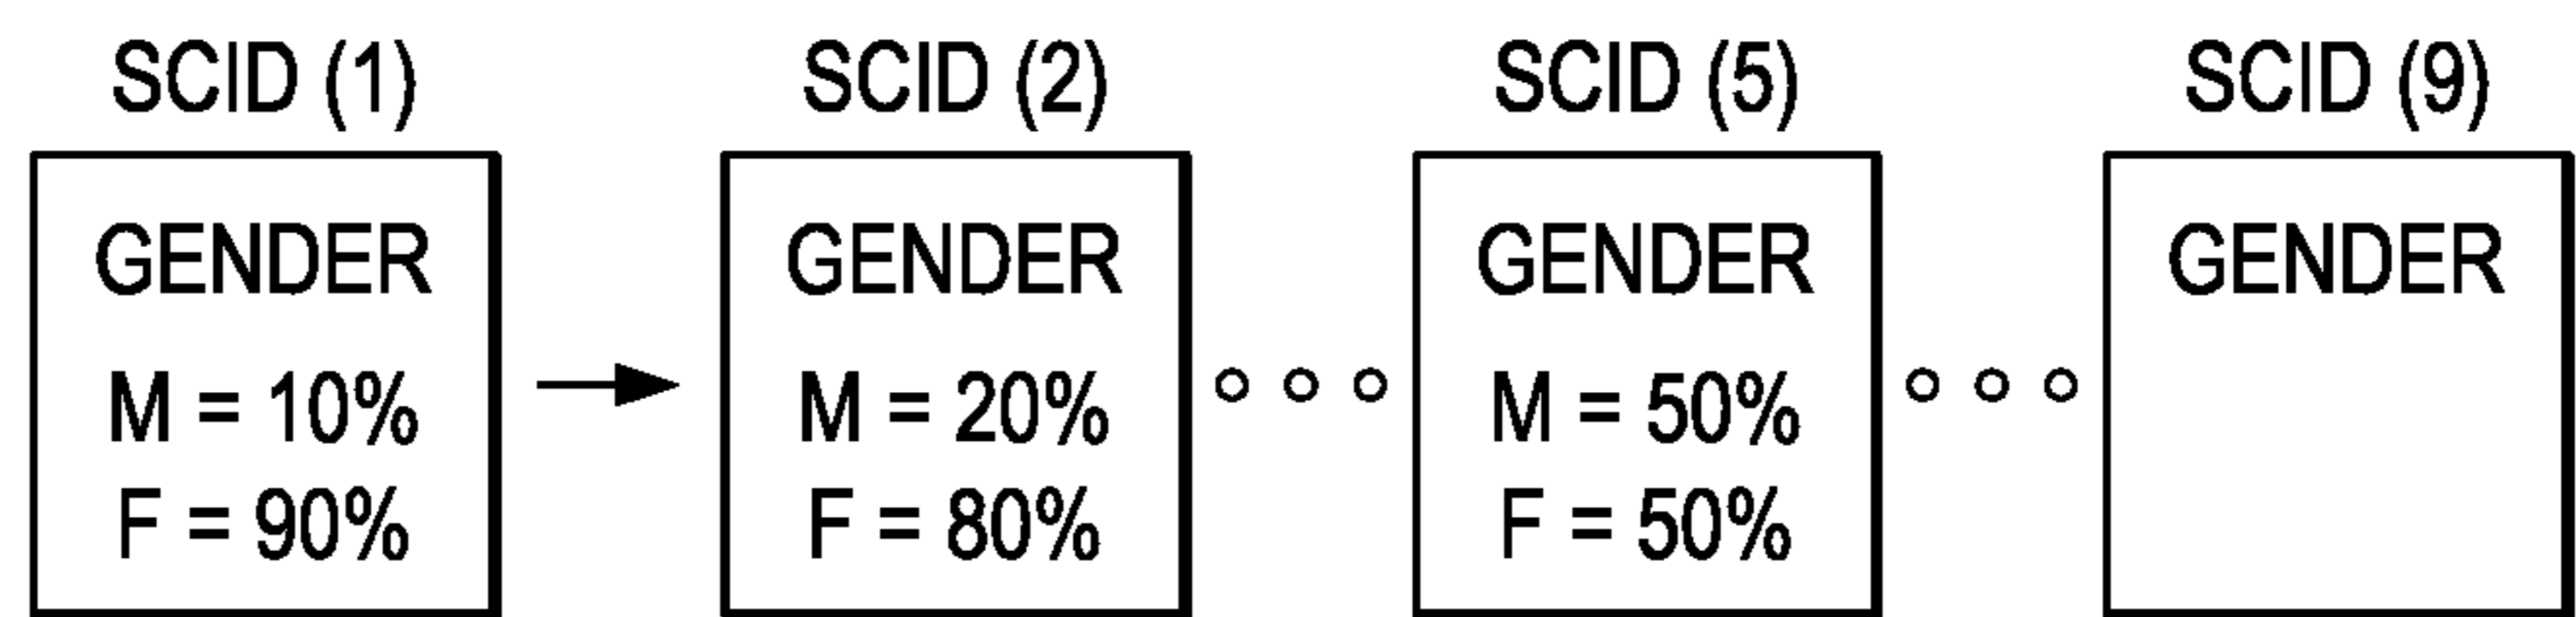 SCID (1) SCID (2) SCID (5) SCID (9)
GENDER GENDER GENDER GENDER
M = 10% M = 20% M = 50%
F = 90% F = 80% F = 50%